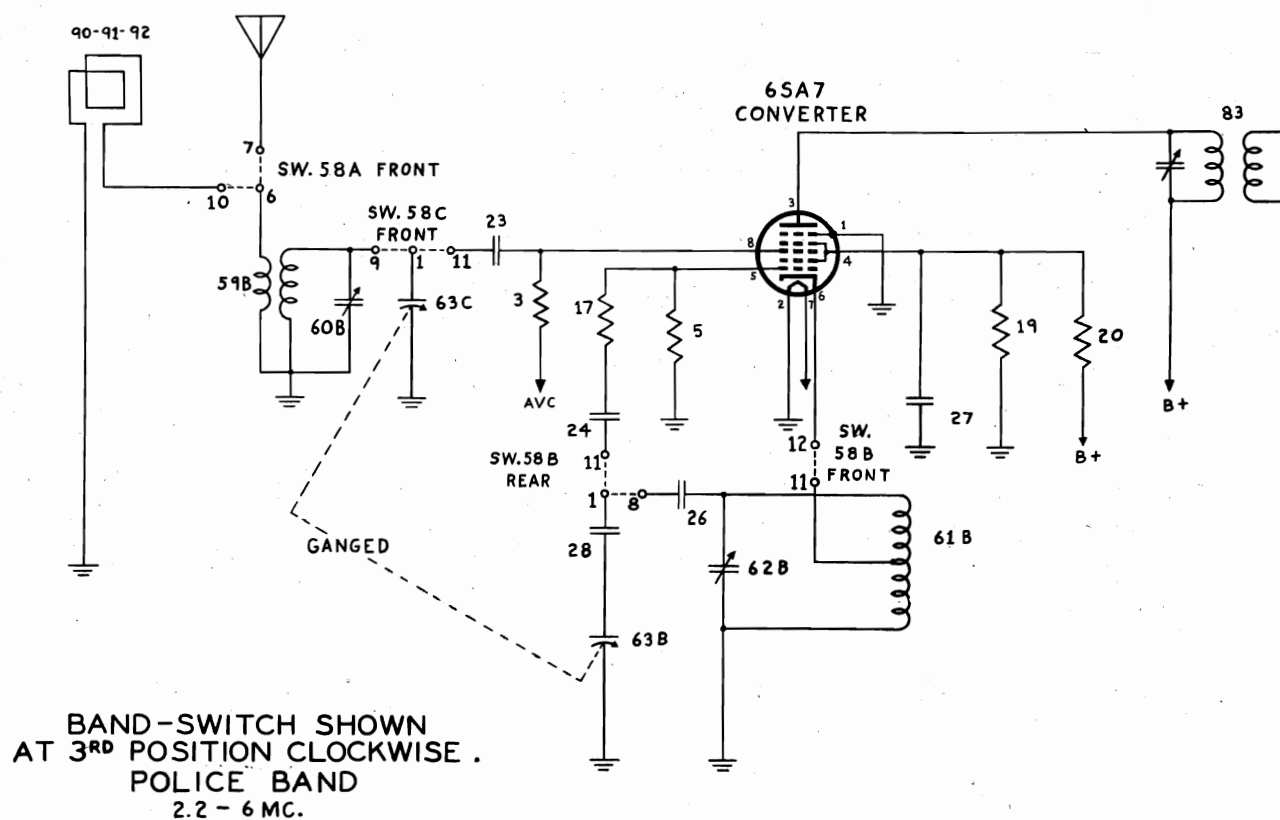 90-91-92
6SA7
CONVERTER
83
7
SW. 58A FRONT
10 6
SW. 58C
FRONT
23
3
1
9 1 11
8
4
5
59B
60B
63C
3
17
5
2 7 6
19
20
AVC
24
27
B+
B+
SW. 58B
REAR
11
12
SW.
58B
FRONT
11
1 8
26
28
61B
GANGED
62B
63B
BAND-SWITCH SHOWN
AT 3RD POSITION CLOCKWISE.
POLICE BAND
2.2 - 6 MC.